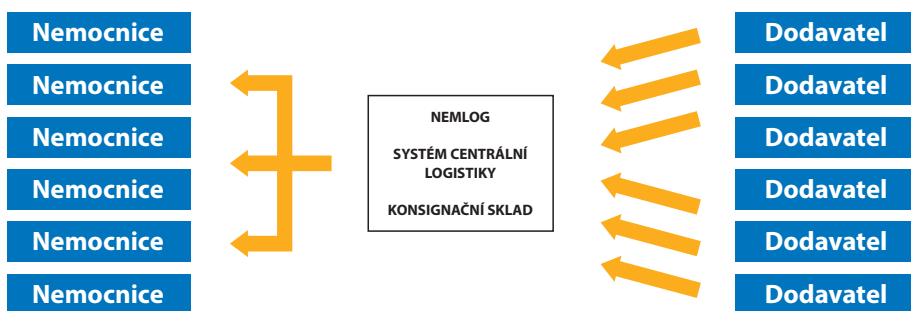 Nemocnice
Nemocnice
Nemocnice
Nemocnice
Nemocnice
Nemocnice
NEMLOG
SYSTÉM CENTRÁLNÍ
LOGISTIKY
KONSIGNAČNÍ SKLAD
Dodavatel
Dodavatel
Dodavatel
Dodavatel
Dodavatel
Dodavatel